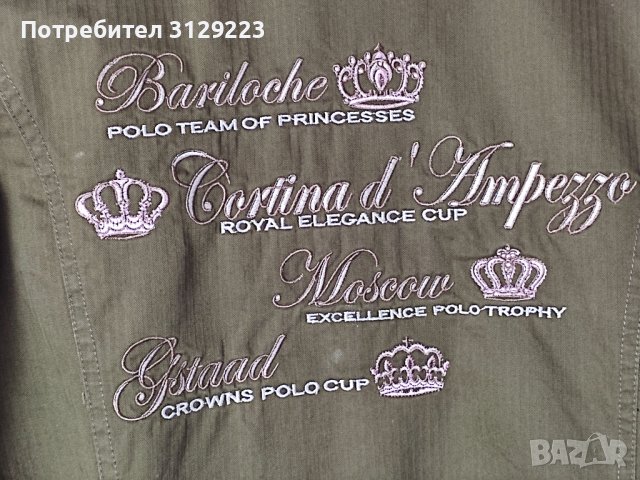 Потребител 3129223
Bariloche
POLO TEAM OF PRINCESSES
Cortina d'Ampezzo
ROYAL ELEGANCE CUP
Moscow
EXCELLENCE POLO TROPHY
Gstaad
CROWNS POLO CUP
BAZAR